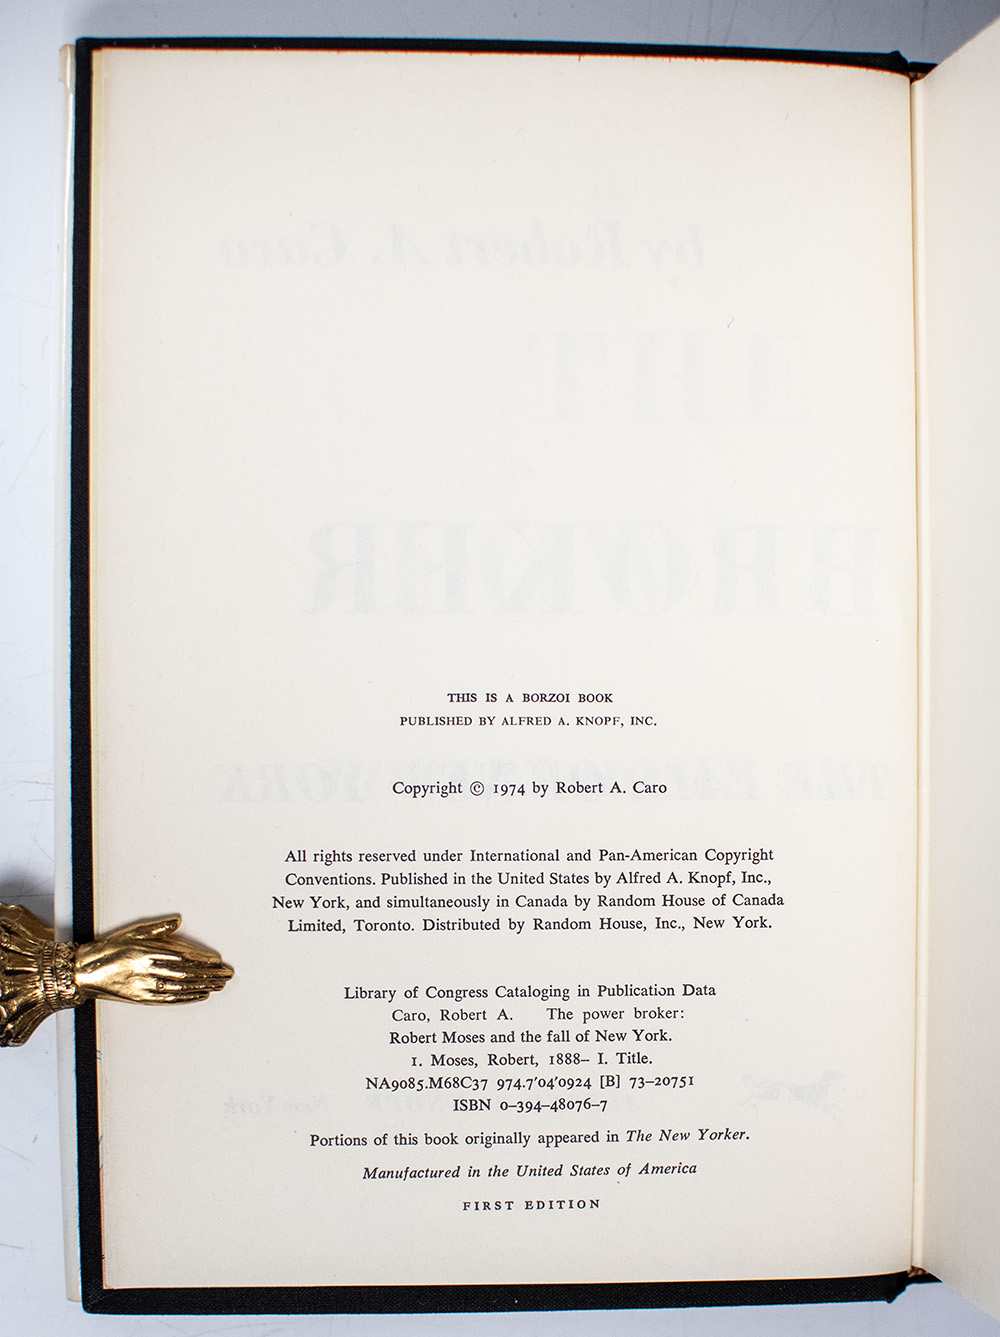 THIS IS A BORZOI BOOK
PUBLISHED BY ALFRED A. KNOPF, INC.
Copyright © 1974 by Robert A. Caro
All rights reserved under International and Pan-American Copyright
Conventions. Published in the United States by Alfred A. Knopf, Inc.,
New York, and simultaneously in Canada by Random House of Canada
Limited, Toronto. Distributed by Random House, Inc., New York.
Library of Congress Cataloging in Publication Data
Caro, Robert A. The power broker:
Robert Moses and the fall of New York.
1. Moses, Robert, 1888– I. Title.
NA9085.M68C37 974.7'04'0924 [B] 73–20751
ISBN 0–394–48076–7
Portions of this book originally appeared in The New Yorker.
Manufactured in the United States of America
FIRST EDITION